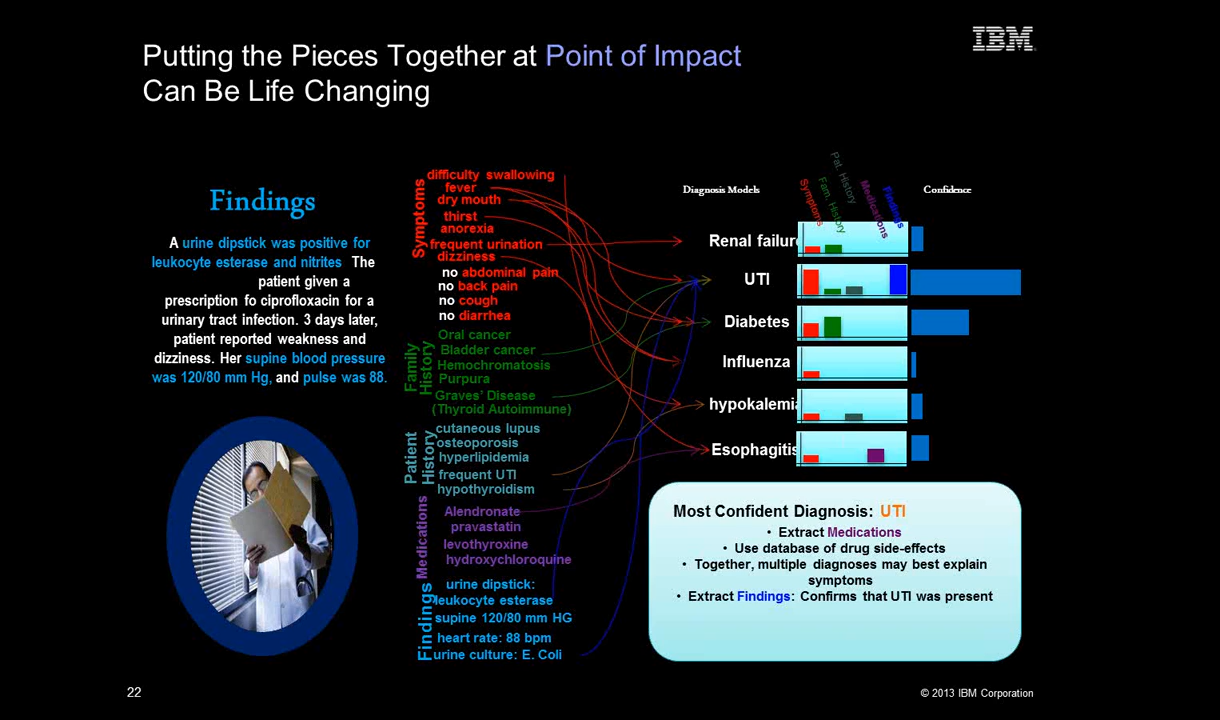 IBM
Putting the Pieces Together at Point of Impact
Can Be Life Changing
Findings
A urine dipstick was positive for
leukocyte esterase and nitrites The
patient given a
prescription fo ciprofloxacin for a
urinary tract infection. 3 days later,
patient reported weakness and
dizziness. Her supine blood pressure
was 120/80 mm Hg, and pulse was 88.
Symptoms
difficulty swallowing
fever
dry mouth
thirst
anorexia
frequent urination
dizziness
no abdominal pain
no back pain
no cough
no diarrhea
Family
History
Oral cancer
Bladder cancer
Hemochromatosis
Purpura
Graves' Disease
(Thyroid Autoimmune)
Patient
History
cutaneous lupus
osteoporosis
hyperlipidemia
frequent UTI
hypothyroidism
Medications
Alendronate
pravastatin
levothyroxine
hydroxychloroquine
Findings
urine dipstick:
leukocyte esterase
supine 120/80 mm HG
heart rate: 88 bpm
urine culture: E. Coli
Diagnosis Models
Symptoms
Fam. History
Pat. History
Medications
Findings
Confidence
Renal failure
UTI
Diabetes
Influenza
hypokalemia
Esophagitis
Most Confident Diagnosis: UTI
• Extract Medications
• Use database of drug side-effects
• Together, multiple diagnoses may best explain
symptoms
• Extract Findings: Confirms that UTI was present
22
© 2013 IBM Corporation